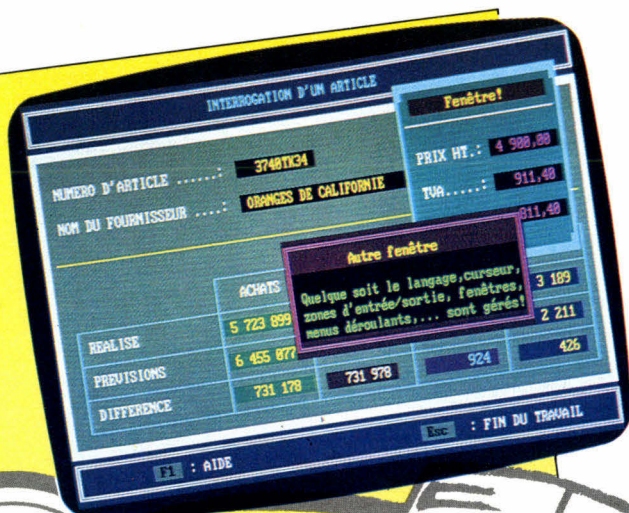 INTERROGATION D'UN ARTICLE
Fenêtre!
NUMERO D'ARTICLE ......: 3740TK34
PRIX HT.: 4 900,00
NOM DU FOURNISSEUR ....: ORANGES DE CALIFORNIE
TVA.....: 911,40
811,40
Autre fenêtre
Quelque soit le langage,curseur,
zones d'entrée/sortie, fenêtres,
menus déroulants,... sont gérés!
ACHATS
REALISE 5 723 899 3 189
PREVISIONS 6 455 077 2 211
DIFFERENCE 731 178 731 978 924 426
F1 : AIDE
Esc : FIN DU TRAVAIL